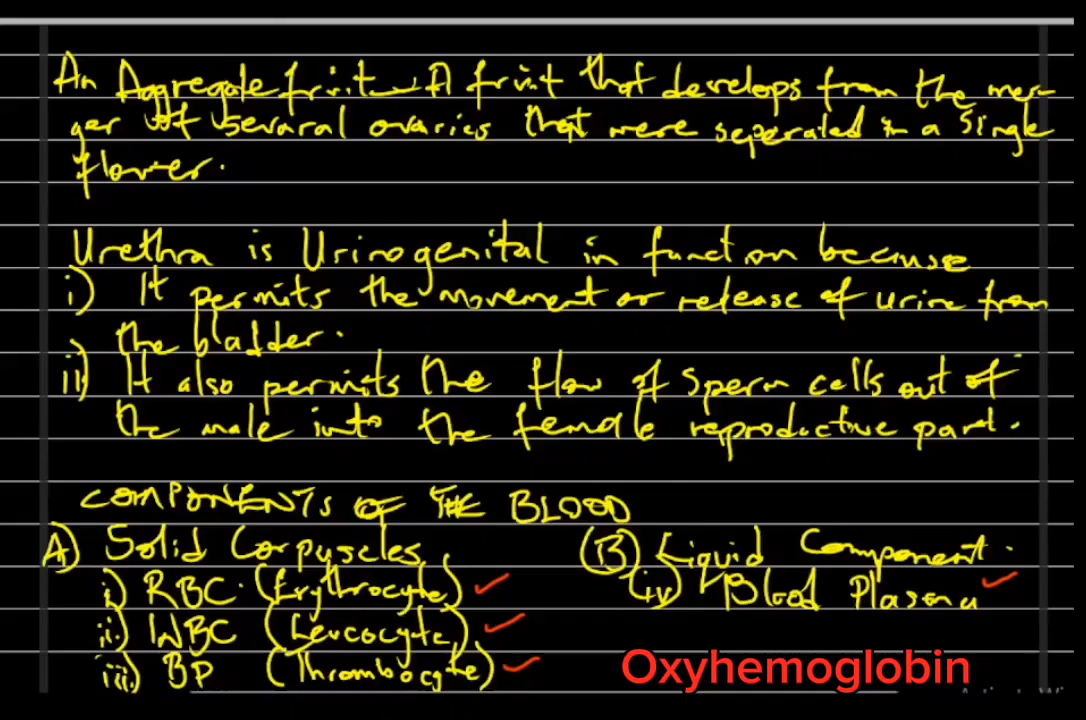 An Aggregate fruit → A fruit that develops from the mer-
ger of sevaral ovaries that were seperated in a single
flower.
Urethra is Urinogenital in function because
i) It permits the movement or release of urine from
the bladder.
ii) It also permits the flow of sperm cells out of
the male into the female reproductive part.
COMPONENTS OF THE BLOOD
A) Solid Corpuscles (B) Liquid Component.
i) RBC (Erythrocyte) ✓ (iv) Blood Plasma ✓
ii.) WBC (Leucocyte) ✓
iii.) BP (Thrombocyte) ✓ Oxyhemoglobin